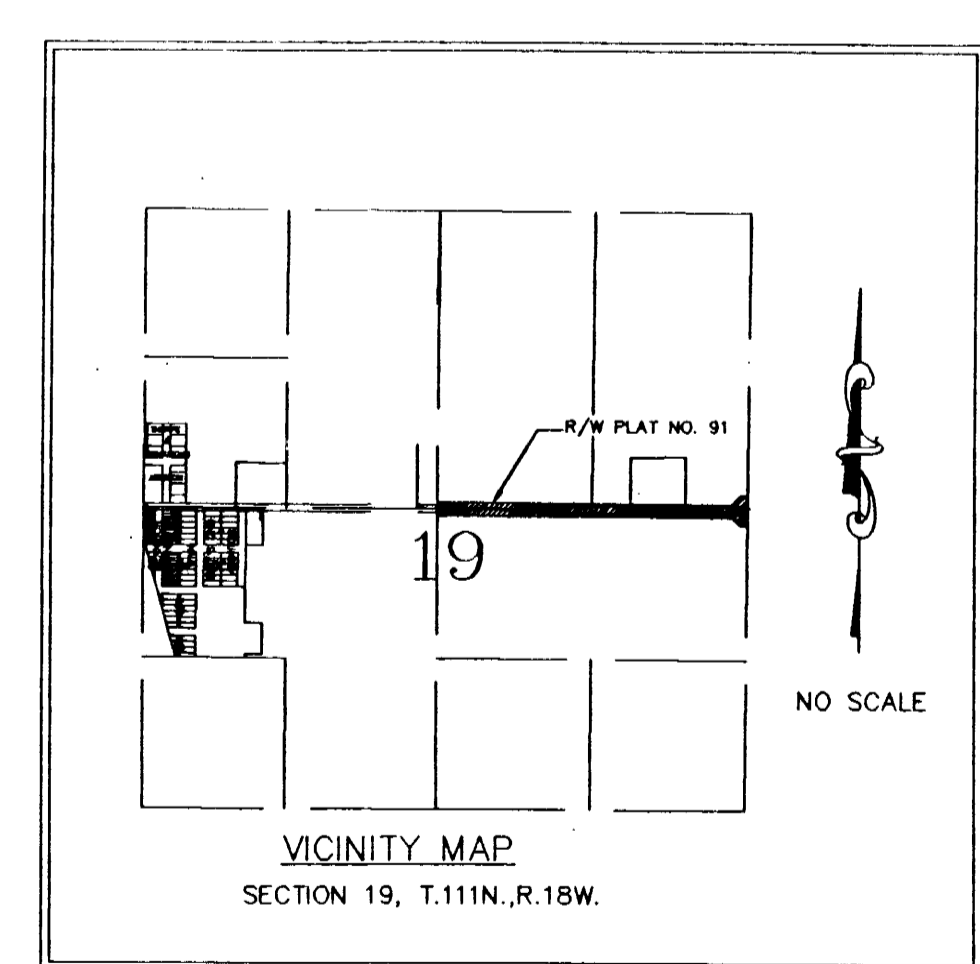 R/W PLAT NO. 91
19
NO SCALE
VICINITY MAP
SECTION 19, T.111N.,R.18W.